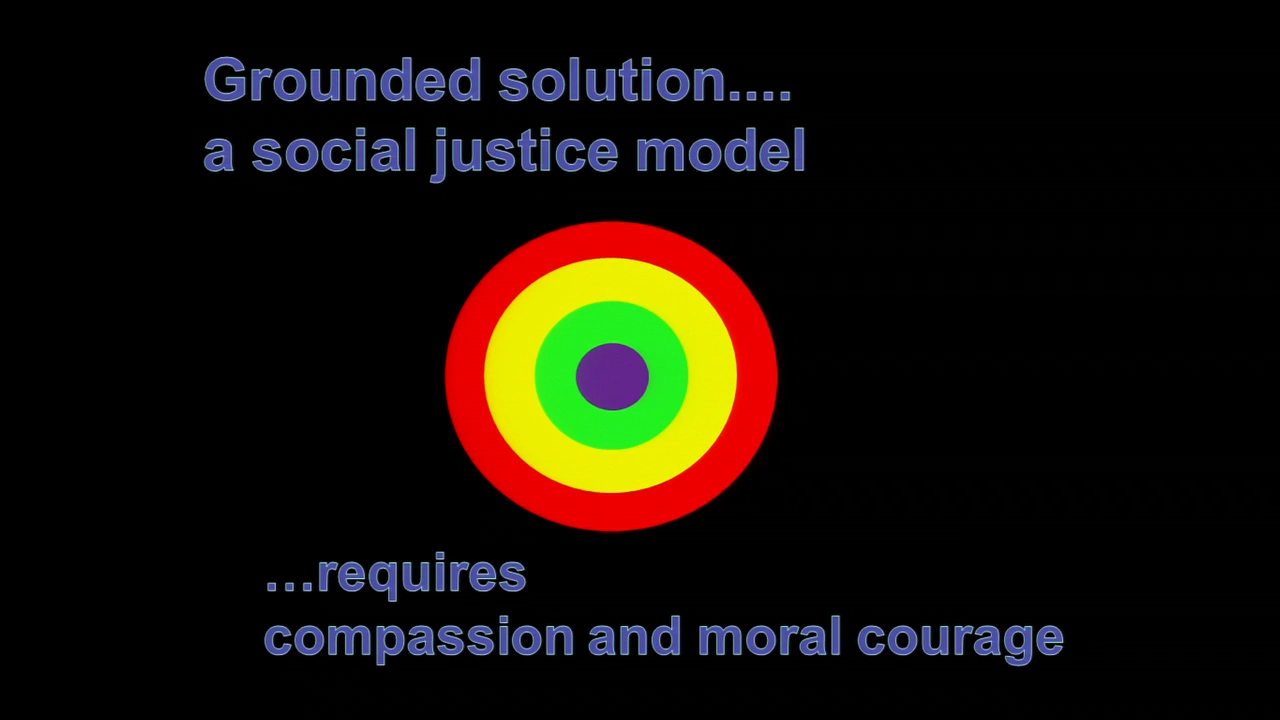 Grounded solution....
a social justice model
...requires
compassion and moral courage